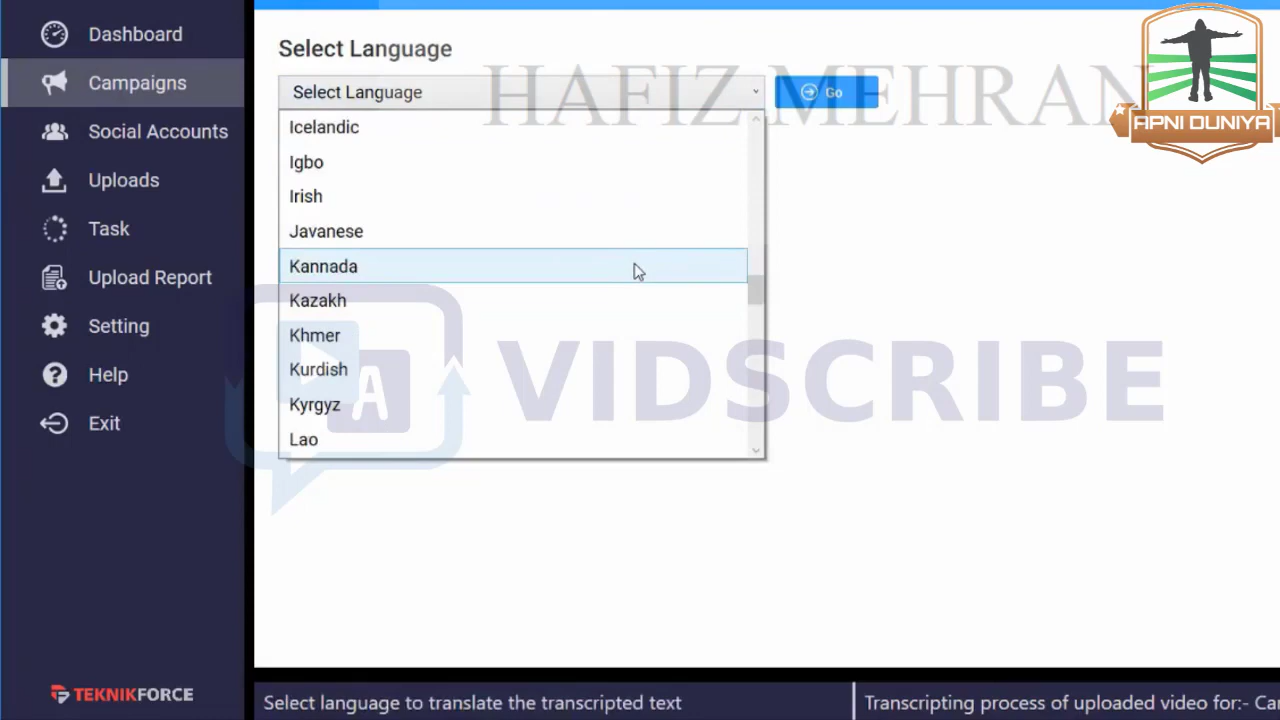 Dashboard
Campaigns
Social Accounts
Uploads
Task
Upload Report
Setting
Help
Exit
TEKNIKFORCE
Select Language
Select Language
Go
Icelandic
Igbo
Irish
Javanese
Kannada
Kazakh
Khmer
Kurdish
Kyrgyz
Lao
HAFIZ MEHRAN
APNI DUNIYA
A VIDSCRIBE
Select language to translate the transcripted text
Transcripting process of uploaded video for:-